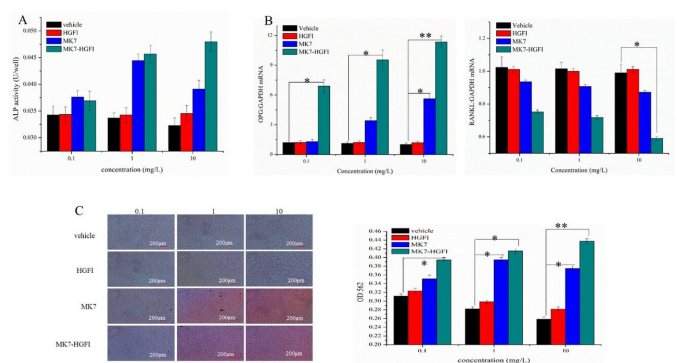 A
vehicle
HGFI
MK7
MK7-HGFI
0.050
0.045
0.040
0.035
0.030
ALP activity (U/well)
0.1 1 10
concentration (mg/L)
B
vehicle
HGFI
MK7
MK7-HGFI
12
10
8
6
4
2
0
OPG:GAPDH mRNA
* * ** *
0.1 1 10
concentration (mg/L)
vehicle
HGFI
MK7
MK7-HGFI
1.2
1.0
0.8
0.6
RANKL:GAPDH mRNA
*
0.1 1 10
concentration (mg/L)
C
0.1 1 10
vehicle 200μm 200μm 200μm
HGFI 200μm 200μm 200μm
MK7 200μm 200μm 200μm
MK7-HGFI 200μm 200μm 200μm
vehicle
HGFI
MK7
MK7-HGFI
0.46
0.44
0.42
0.40
0.38
0.36
0.34
0.32
0.30
0.28
0.26
0.24
0.22
0.20
OD 562
* * * ** *
0.1 1 10
concentration (mg/L)